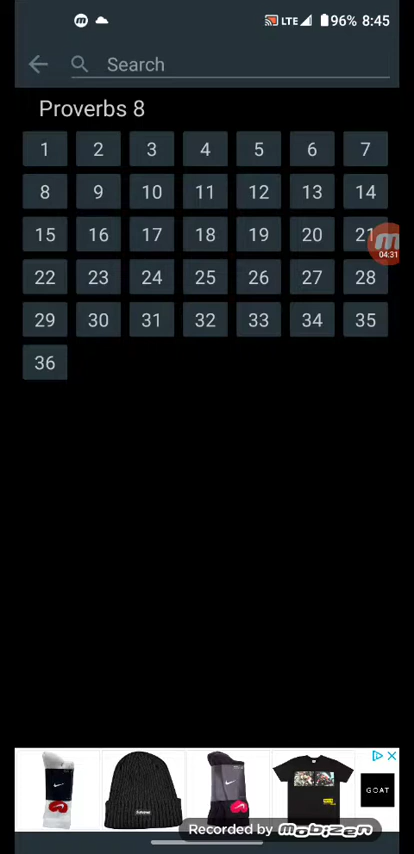 LTE 96% 8:45
Search
Proverbs 8
1 2 3 4 5 6 7
8 9 10 11 12 13 14
15 16 17 18 19 20 21
04:31
22 23 24 25 26 27 28
29 30 31 32 33 34 35
36
GOAT
Recorded by mobizen